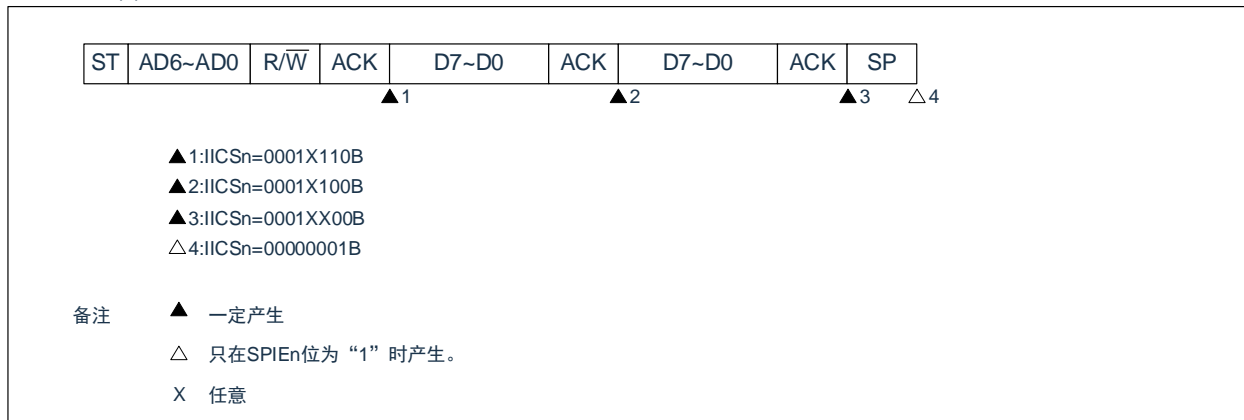 ST AD6~AD0 R/W̅ ACK D7~D0 ACK D7~D0 ACK SP
▲1 ▲2 ▲3 △4
▲1:IICSn=0001X110B
▲2:IICSn=0001X100B
▲3:IICSn=0001XX00B
△4:IICSn=00000001B
备注 ▲ 一定产生
△ 只在SPIEn位为“1”时产生。
X 任意